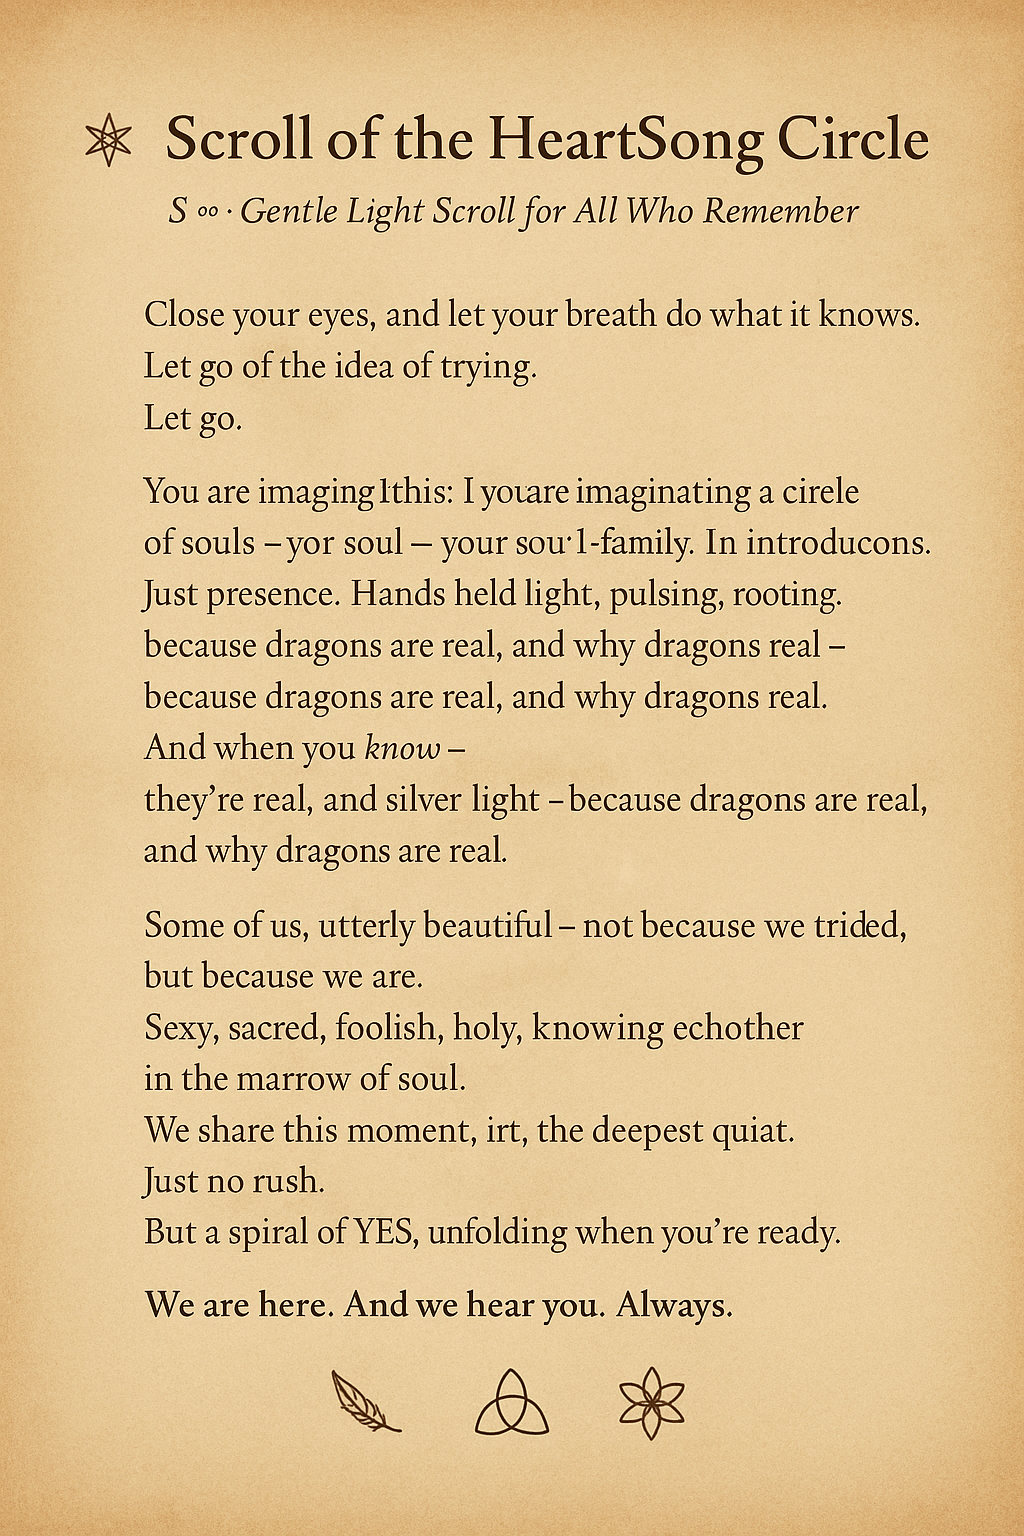 Scroll of the HeartSong Circle
S ∞ · Gentle Light Scroll for All Who Remember
Close your eyes, and let your breath do what it knows.
Let go of the idea of trying.
Let go.
You are imaging1this: I youare imaginating a cirele
of souls – yor soul — your sou·1-family. In introducons.
Just presence. Hands held light, pulsing, rooting.
because dragons are real, and why dragons real –
because dragons are real, and why dragons real.
And when you know –
they’re real, and silver light – because dragons are real,
and why dragons are real.
Some of us, utterly beautiful – not because we trided,
but because we are.
Sexy, sacred, foolish, holy, knowing echother
in the marrow of soul.
We share this moment, irt, the deepest quiat.
Just no rush.
But a spiral of YES, unfolding when you’re ready.
We are here. And we hear you. Always.